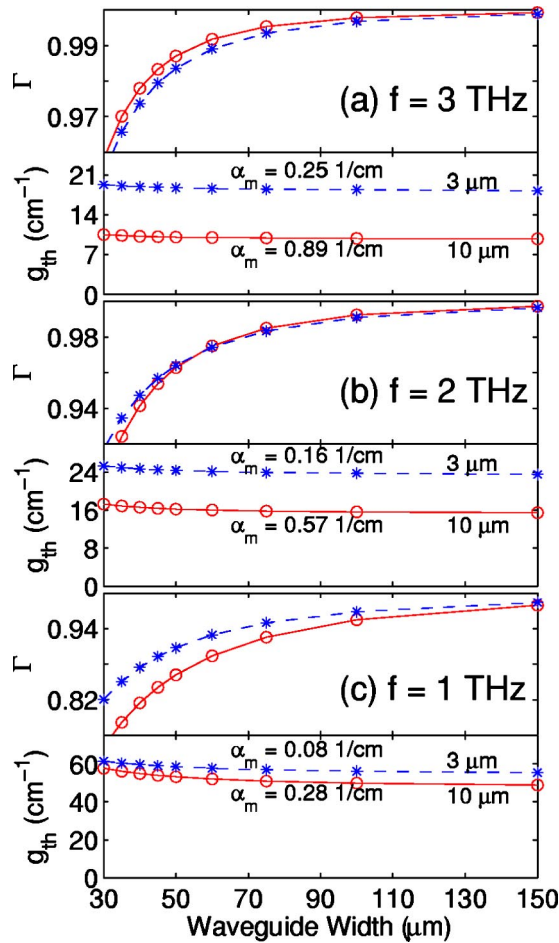 0.99
0.97
Γ
(a) f = 3 THz
21
14
7
0
g_th (cm⁻¹)
α_m = 0.25 1/cm
3 μm
α_m = 0.89 1/cm
10 μm
0.98
0.94
Γ
(b) f = 2 THz
24
16
8
0
g_th (cm⁻¹)
α_m = 0.16 1/cm
3 μm
α_m = 0.57 1/cm
10 μm
0.94
0.82
Γ
(c) f = 1 THz
60
40
20
0
g_th (cm⁻¹)
α_m = 0.08 1/cm
3 μm
α_m = 0.28 1/cm
10 μm
30 50 70 90 110 130 150
Waveguide Width (μm)